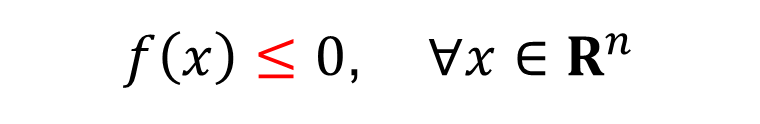 f(x) ≤ 0, ∀x ∈ Rⁿ